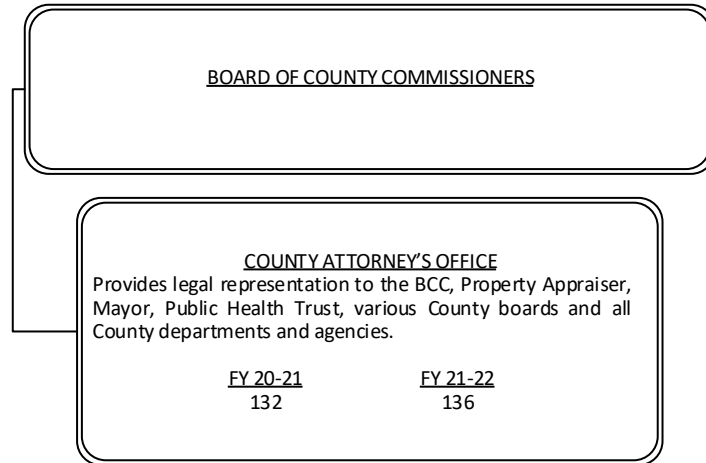 BOARD OF COUNTY COMMISSIONERS
COUNTY ATTORNEY'S OFFICE
Provides legal representation to the BCC, Property Appraiser,
Mayor, Public Health Trust, various County boards and all
County departments and agencies.
FY 20-21 FY 21-22
132 136